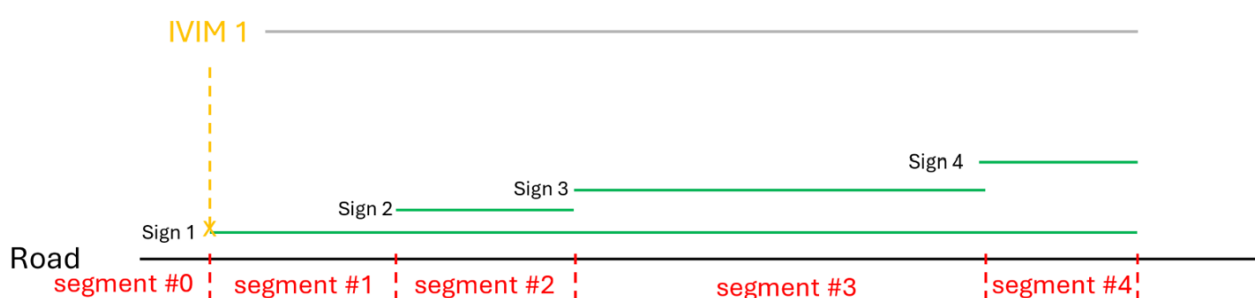 IVIM 1
Sign 4
Sign 3
Sign 2
Sign 1
Road
segment #0 segment #1 segment #2 segment #3 segment #4